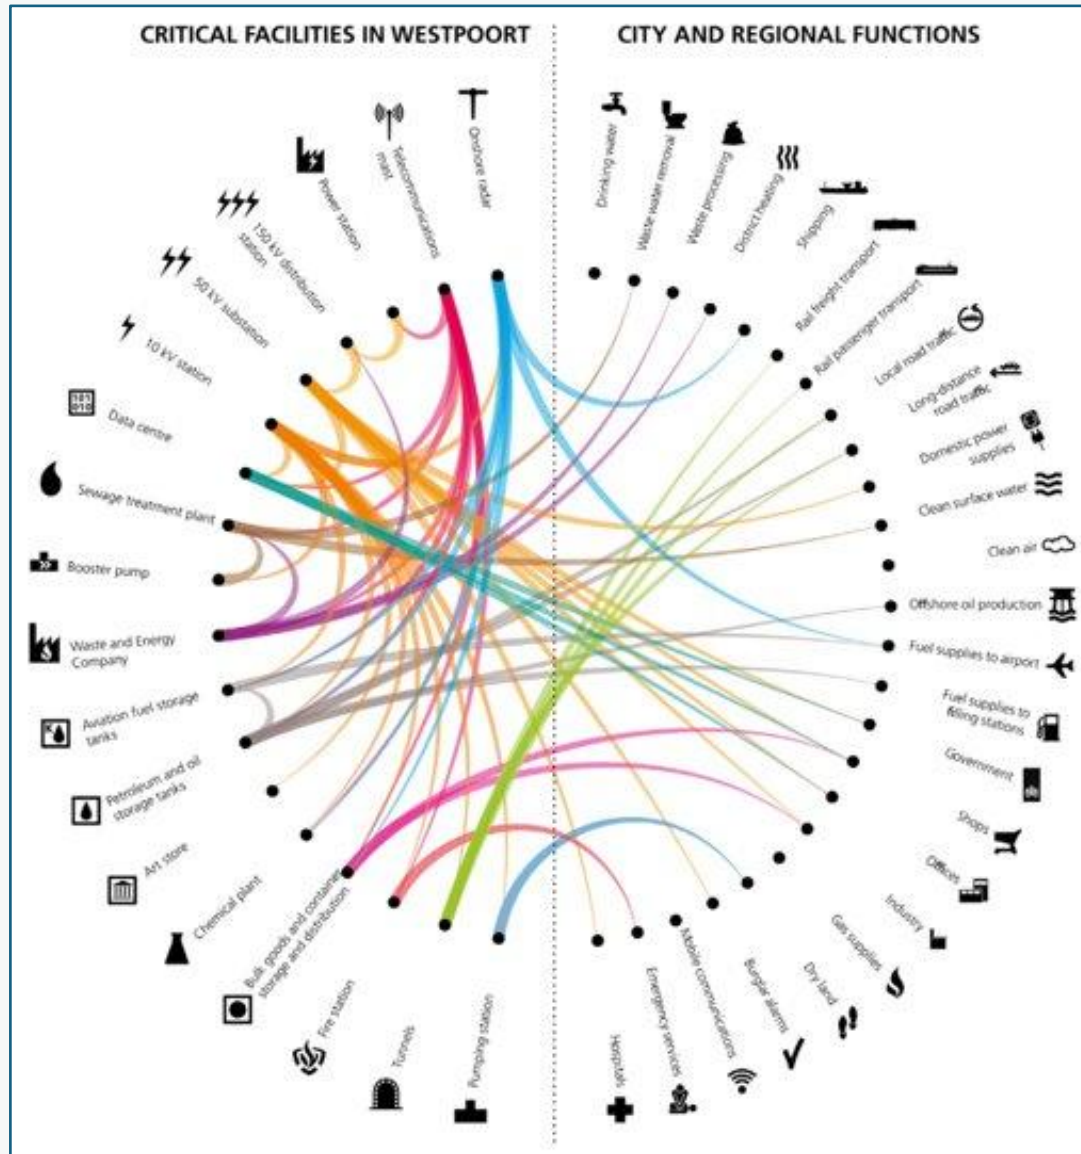 CRITICAL FACILITIES IN WESTPOORT
CITY AND REGIONAL FUNCTIONS
Onshore radar
Telecommunications
mast
Power station
150 kV distribution
station
50 kV substation
10 kV station
Data centre
101
010
Sewage treatment plant
Booster pump
Waste and Energy
Company
Aviation fuel storage
tanks
K
Petroleum and oil
storage tanks
Art store
Chemical plant
Bulk goods and container
storage and distribution
Fire station
Tunnels
Pumping station
Drinking water
Waste water removal
Waste processing
District heating
Shipping
Rail freight transport
Rail passenger transport
Local road traffic
Long-distance
road traffic
Domestic power
supplies
Clean surface water
Clean air
Offshore oil production
Fuel supplies to airport
Fuel supplies to
filling stations
Government
Shops
Offices
Industry
Gas supplies
Dry land
Burglar alarms
Mobile communications
Emergency services
Hospitals